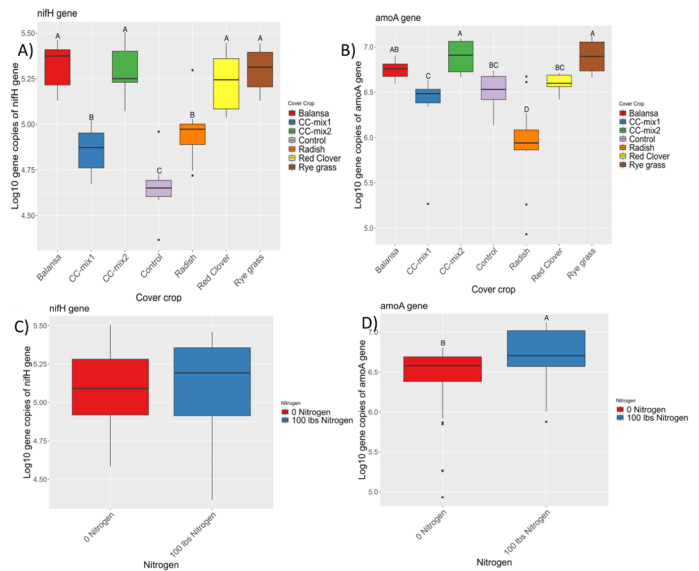 nifH gene
A)
Log10 gene copies of nifH gene
5.50
5.25
5.00
4.75
4.50
A
B
A
C
B
A
A
Balansa
CC-mix1
CC-mix2
Control
Radish
Red Clover
Rye grass
Cover crop
Cover Crop
Balansa
CC-mix1
CC-mix2
Control
Radish
Red Clover
Rye grass
amoA gene
B)
Log10 gene copies of amoA gene
7.0
6.5
6.0
5.5
5.0
AB
C
A
BC
D
BC
A
Balansa
CC-mix1
CC-mix2
Control
Radish
Red Clover
Rye grass
Cover crop
Cover Crop
Balansa
CC-mix1
CC-mix2
Control
Radish
Red Clover
Rye grass
nifH gene
C)
Log10 gene copies of nifH gene
5.50
5.25
5.00
4.75
4.50
0 Nitrogen
100 lbs Nitrogen
Nitrogen
Nitrogen
0 Nitrogen
100 lbs Nitrogen
amoA gene
D)
Log10 gene copies of amoA gene
7.0
6.5
6.0
5.5
5.0
B
A
0 Nitrogen
100 lbs Nitrogen
Nitrogen
Nitrogen
0 Nitrogen
100 lbs Nitrogen